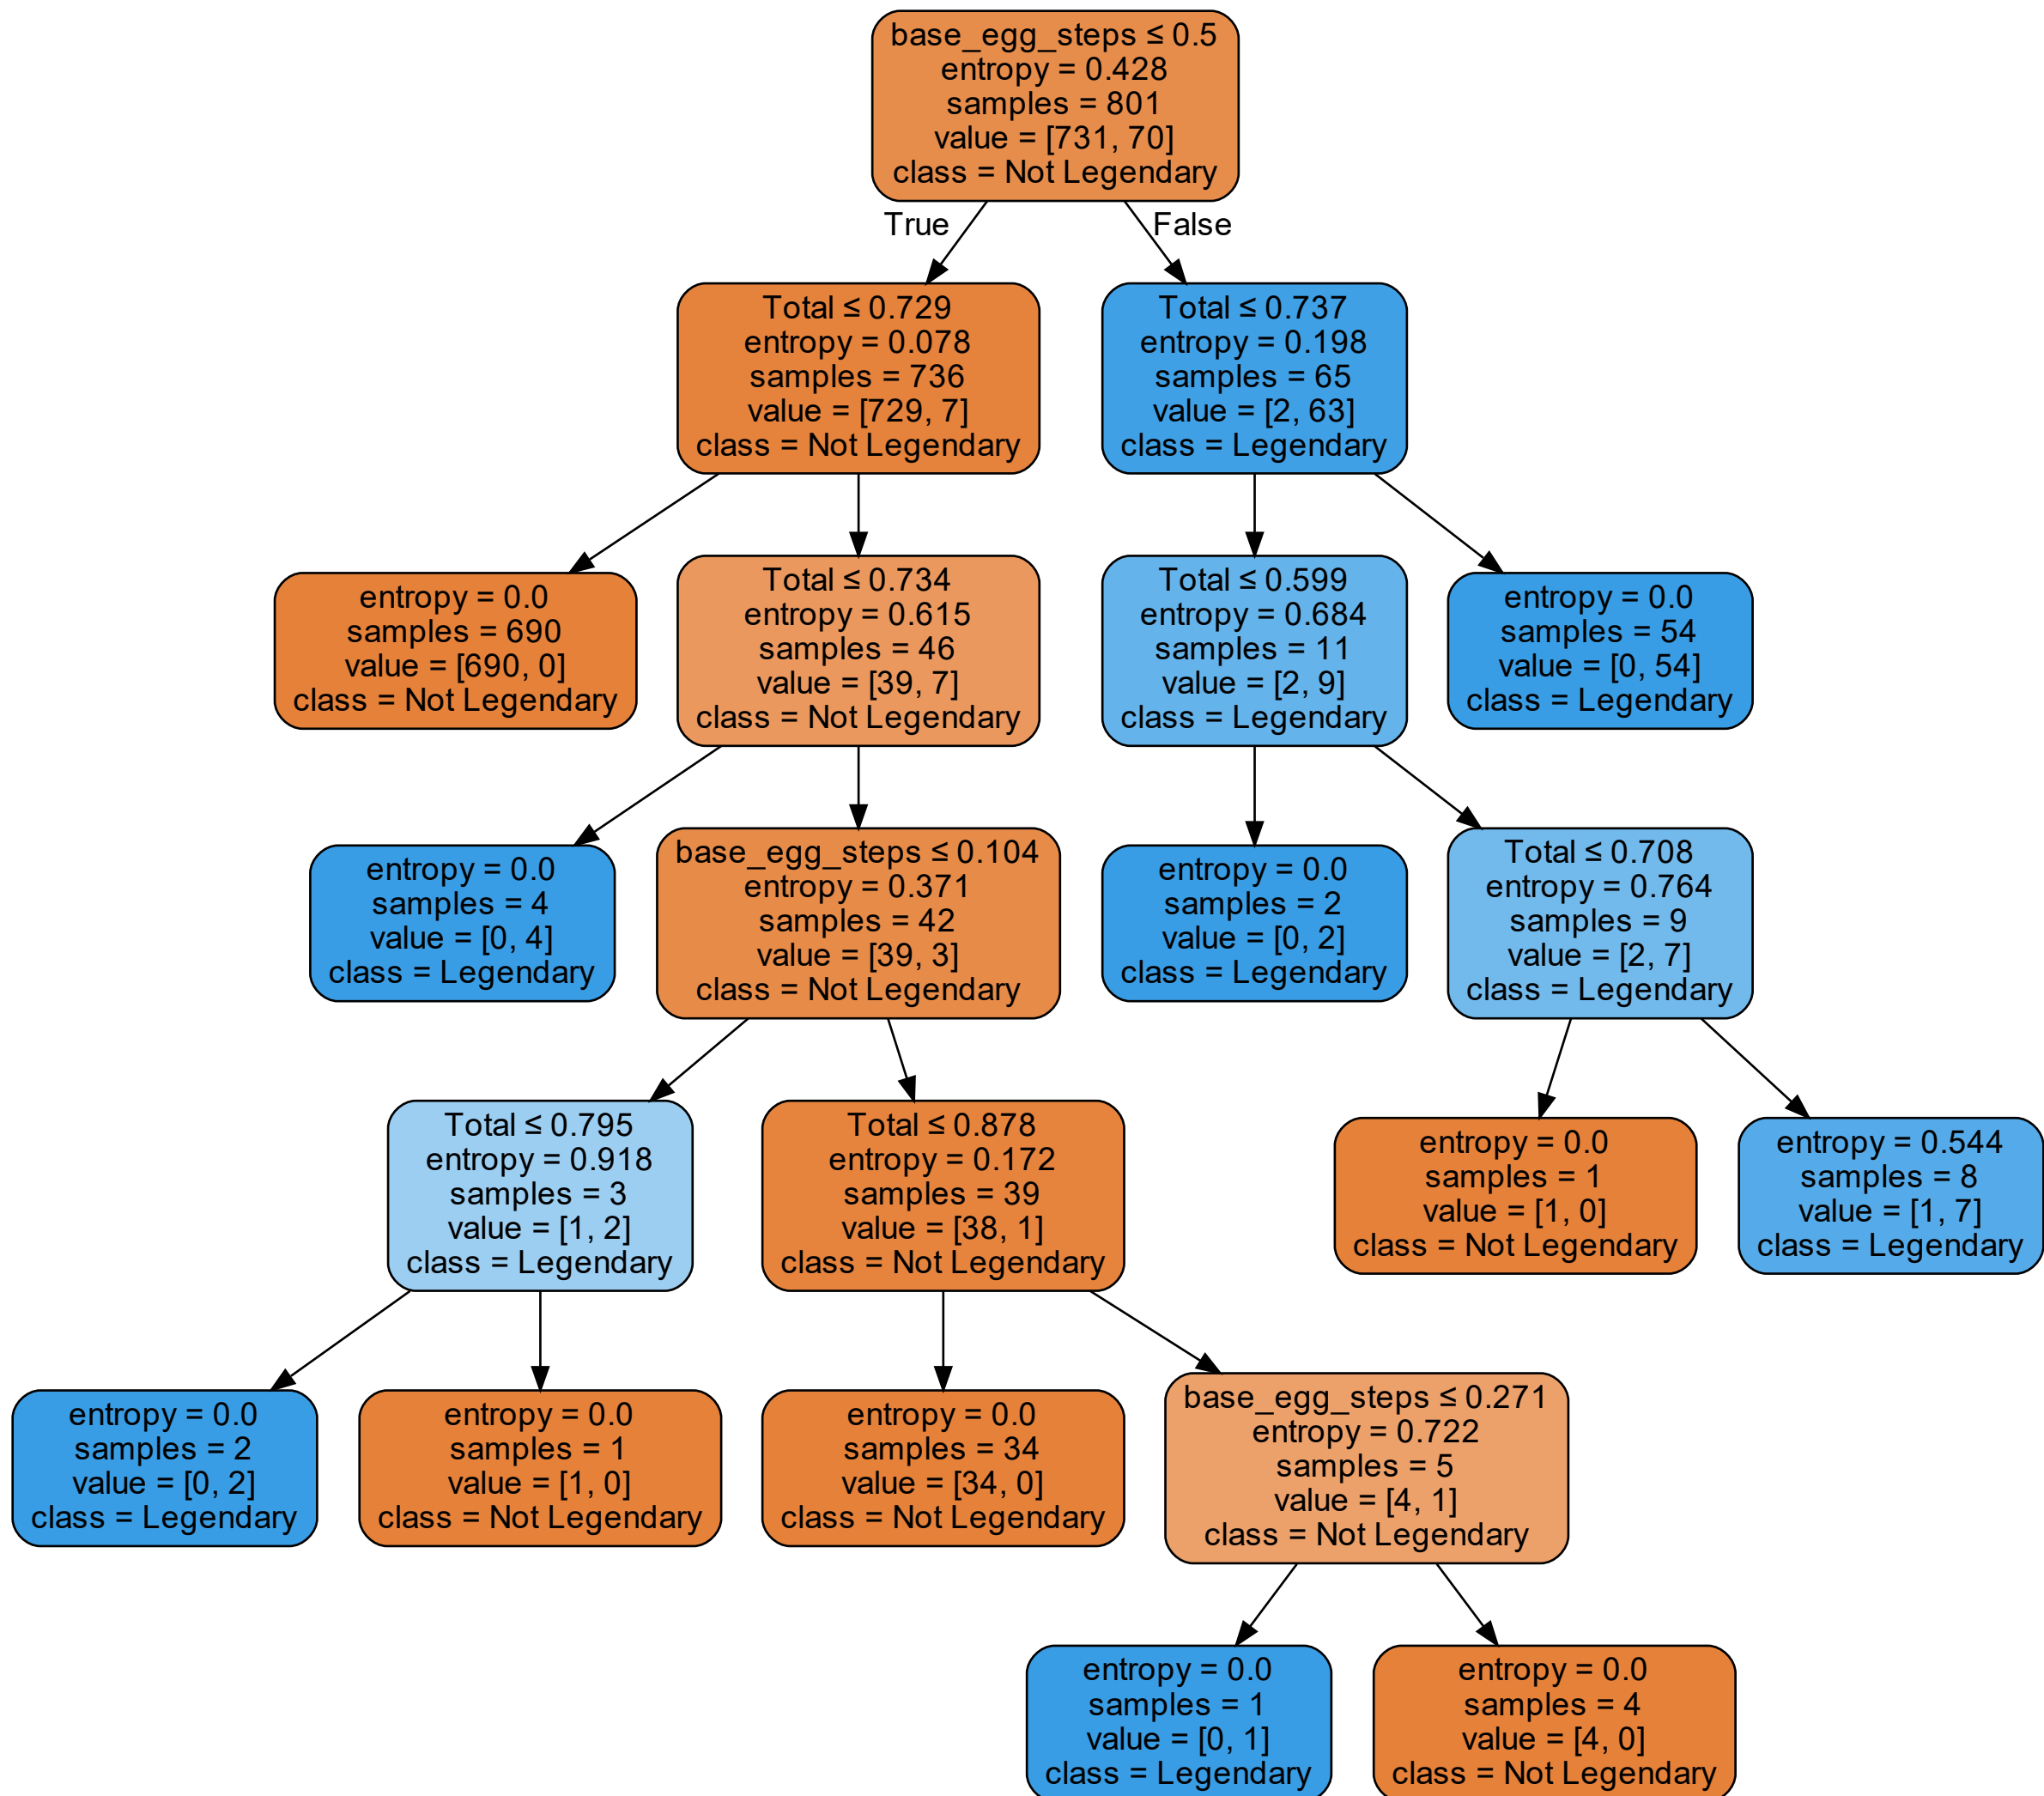 base_egg_steps ≤ 0.5
entropy = 0.428
samples = 801
value = [731, 70]
class = Not Legendary
True
False
Total ≤ 0.729
entropy = 0.078
samples = 736
value = [729, 7]
class = Not Legendary
Total ≤ 0.737
entropy = 0.198
samples = 65
value = [2, 63]
class = Legendary
entropy = 0.0
samples = 690
value = [690, 0]
class = Not Legendary
Total ≤ 0.734
entropy = 0.615
samples = 46
value = [39, 7]
class = Not Legendary
Total ≤ 0.599
entropy = 0.684
samples = 11
value = [2, 9]
class = Legendary
entropy = 0.0
samples = 54
value = [0, 54]
class = Legendary
entropy = 0.0
samples = 4
value = [0, 4]
class = Legendary
base_egg_steps ≤ 0.104
entropy = 0.371
samples = 42
value = [39, 3]
class = Not Legendary
entropy = 0.0
samples = 2
value = [0, 2]
class = Legendary
Total ≤ 0.708
entropy = 0.764
samples = 9
value = [2, 7]
class = Legendary
Total ≤ 0.795
entropy = 0.918
samples = 3
value = [1, 2]
class = Legendary
Total ≤ 0.878
entropy = 0.172
samples = 39
value = [38, 1]
class = Not Legendary
entropy = 0.0
samples = 1
value = [1, 0]
class = Not Legendary
entropy = 0.544
samples = 8
value = [1, 7]
class = Legendary
entropy = 0.0
samples = 2
value = [0, 2]
class = Legendary
entropy = 0.0
samples = 1
value = [1, 0]
class = Not Legendary
entropy = 0.0
samples = 34
value = [34, 0]
class = Not Legendary
base_egg_steps ≤ 0.271
entropy = 0.722
samples = 5
value = [4, 1]
class = Not Legendary
entropy = 0.0
samples = 1
value = [0, 1]
class = Legendary
entropy = 0.0
samples = 4
value = [4, 0]
class = Not Legendary